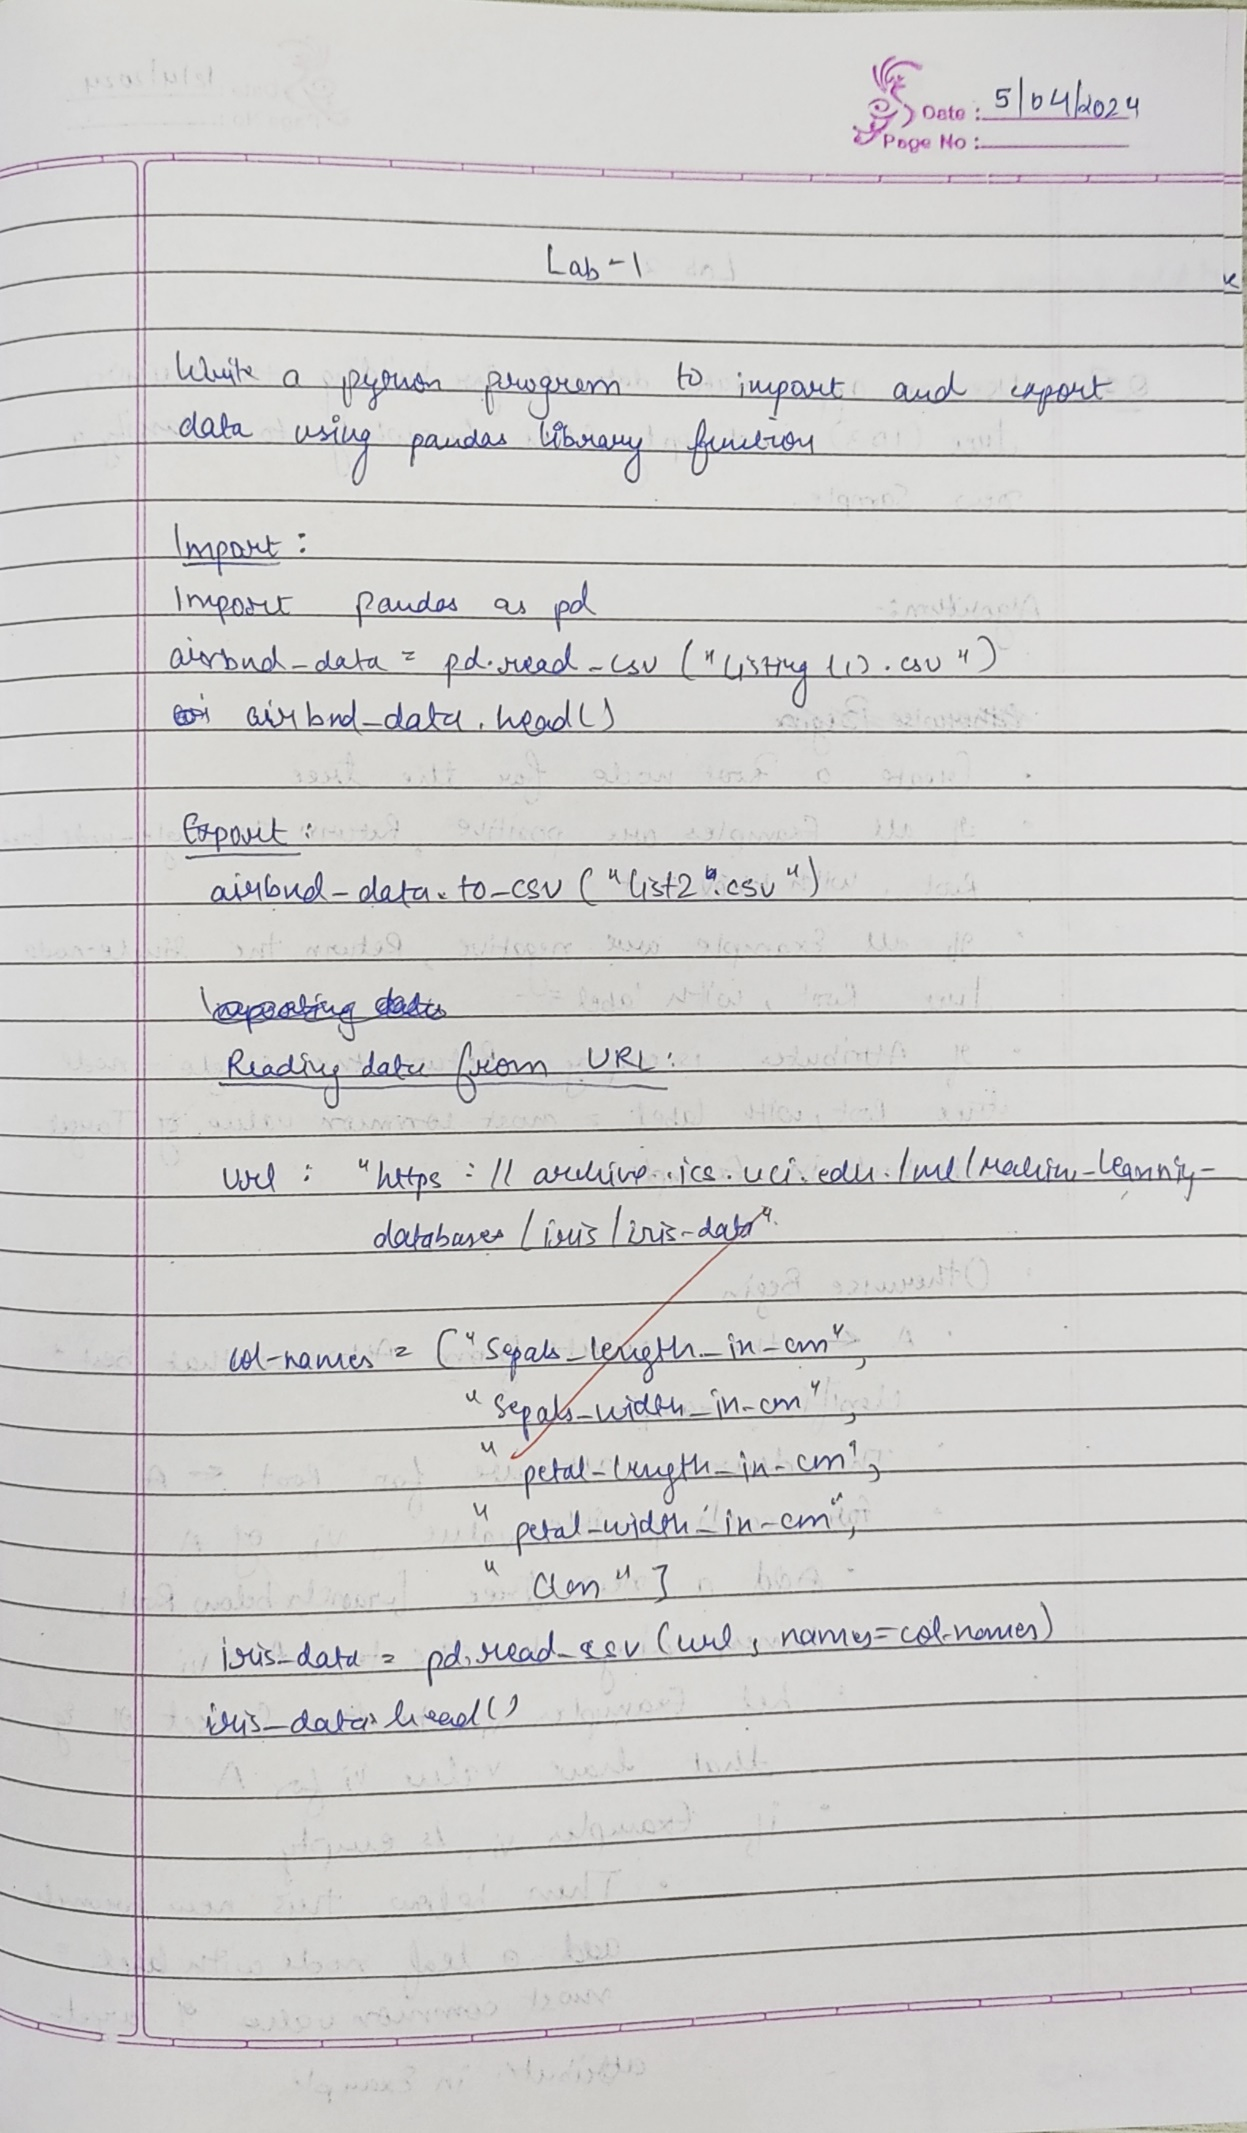 Date: 5/04/2024
Page No:
Lab-1
Write a pyouon program to import and export
data using pandas library function
Import:
Import pandas as pd
airbnd_data = pd.read_csv ("listing (1).csv")
airbnd_data.head()
Export:
airbnd_data.to_csv ("list2.csv")
Reading data from URL:
url : "https://archive.ics.uci.edu/ml/machine-learning-
databases/iris/iris-data"
col-names = ["Sepals_length_in_cm",
"Sepals_width_in_cm",
"petal_length_in_cm",
"petal_width_in_cm",
"Class"]
iris_data = pd.read_csv (url, names=col-names)
iris_data.head()